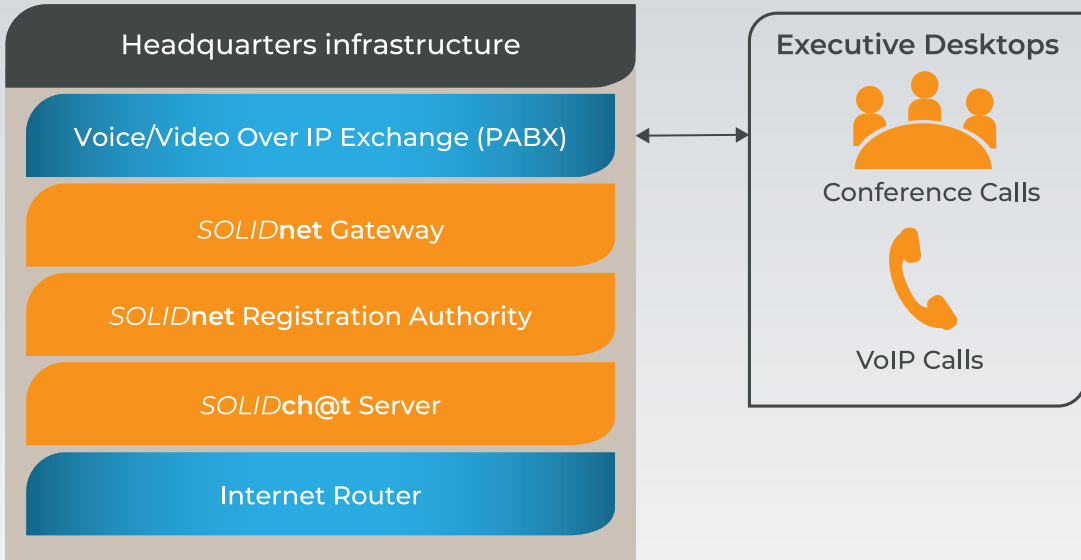 Headquarters infrastructure
Voice/Video Over IP Exchange (PABX)
SOLIDnet Gateway
SOLIDnet Registration Authority
SOLIDch@t Server
Internet Router
Executive Desktops
Conference Calls
VoIP Calls